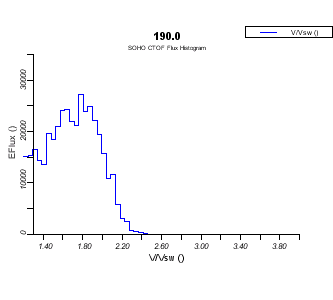 190.0
SOHO CTOF Flux Histogram
V/Vsw ()
EFlux ()
30000
20000
10000
0
1.40 1.80 2.20 2.60 3.00 3.40 3.80
V/Vsw ()